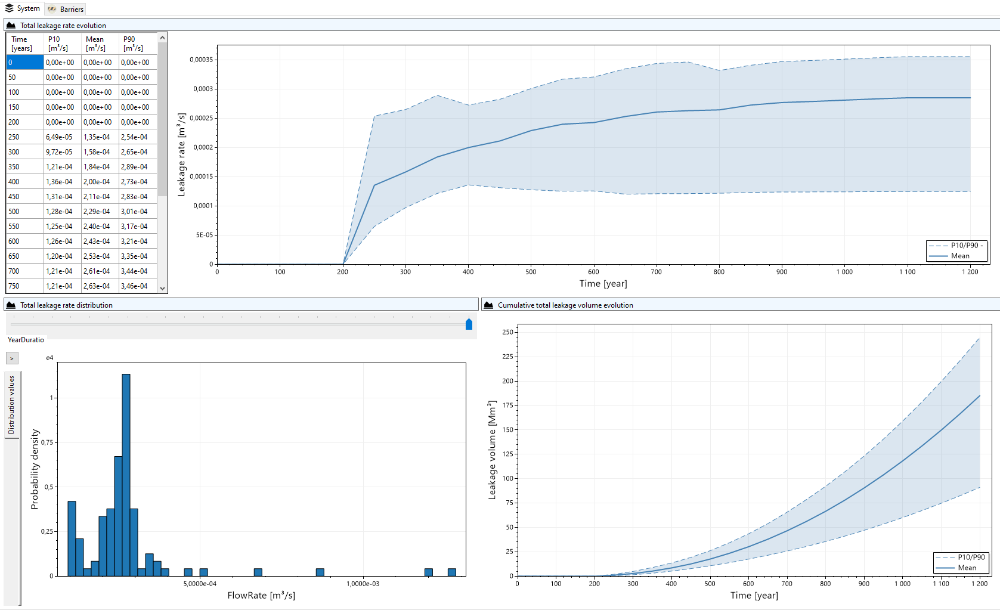 System
Barriers
Total leakage rate evolution
Time P10 Mean P90
[years] [m³/s] [m³/s] [m³/s]
0 0,00e+00 0,00e+00 0,00e+00
50 0,00e+00 0,00e+00 0,00e+00
100 0,00e+00 0,00e+00 0,00e+00
150 0,00e+00 0,00e+00 0,00e+00
200 0,00e+00 0,00e+00 0,00e+00
250 6,49e-05 1,35e-04 2,54e-04
300 9,72e-05 1,58e-04 2,65e-04
350 1,21e-04 1,84e-04 2,89e-04
400 1,36e-04 2,00e-04 2,73e-04
450 1,31e-04 2,11e-04 2,83e-04
500 1,28e-04 2,29e-04 3,01e-04
550 1,25e-04 2,40e-04 3,17e-04
600 1,26e-04 2,43e-04 3,21e-04
650 1,20e-04 2,53e-04 3,35e-04
700 1,21e-04 2,61e-04 3,44e-04
750 1,21e-04 2,63e-04 3,46e-04
Leakage rate [m³/s]
0,00035
0,0003
0,00025
0,0002
0,00015
0,0001
5E-05
0
0 100 200 300 400 500 600 700 800 900 1 000 1 100 1 200
Time [year]
P10/P90 -
Mean
Total leakage rate distribution
YearDuratio
>
Distribution values
e4
Probability density
1
0,75
0,5
0,25
0
5,0000e-04 1,0000e-03
FlowRate [m³/s]
Cumulative total leakage volume evolution
Leakage volume [Mm³]
250
225
200
175
150
125
100
75
50
25
0
0 100 200 300 400 500 600 700 800 900 1 000 1 100 1 200
Time [year]
P10/P90
Mean